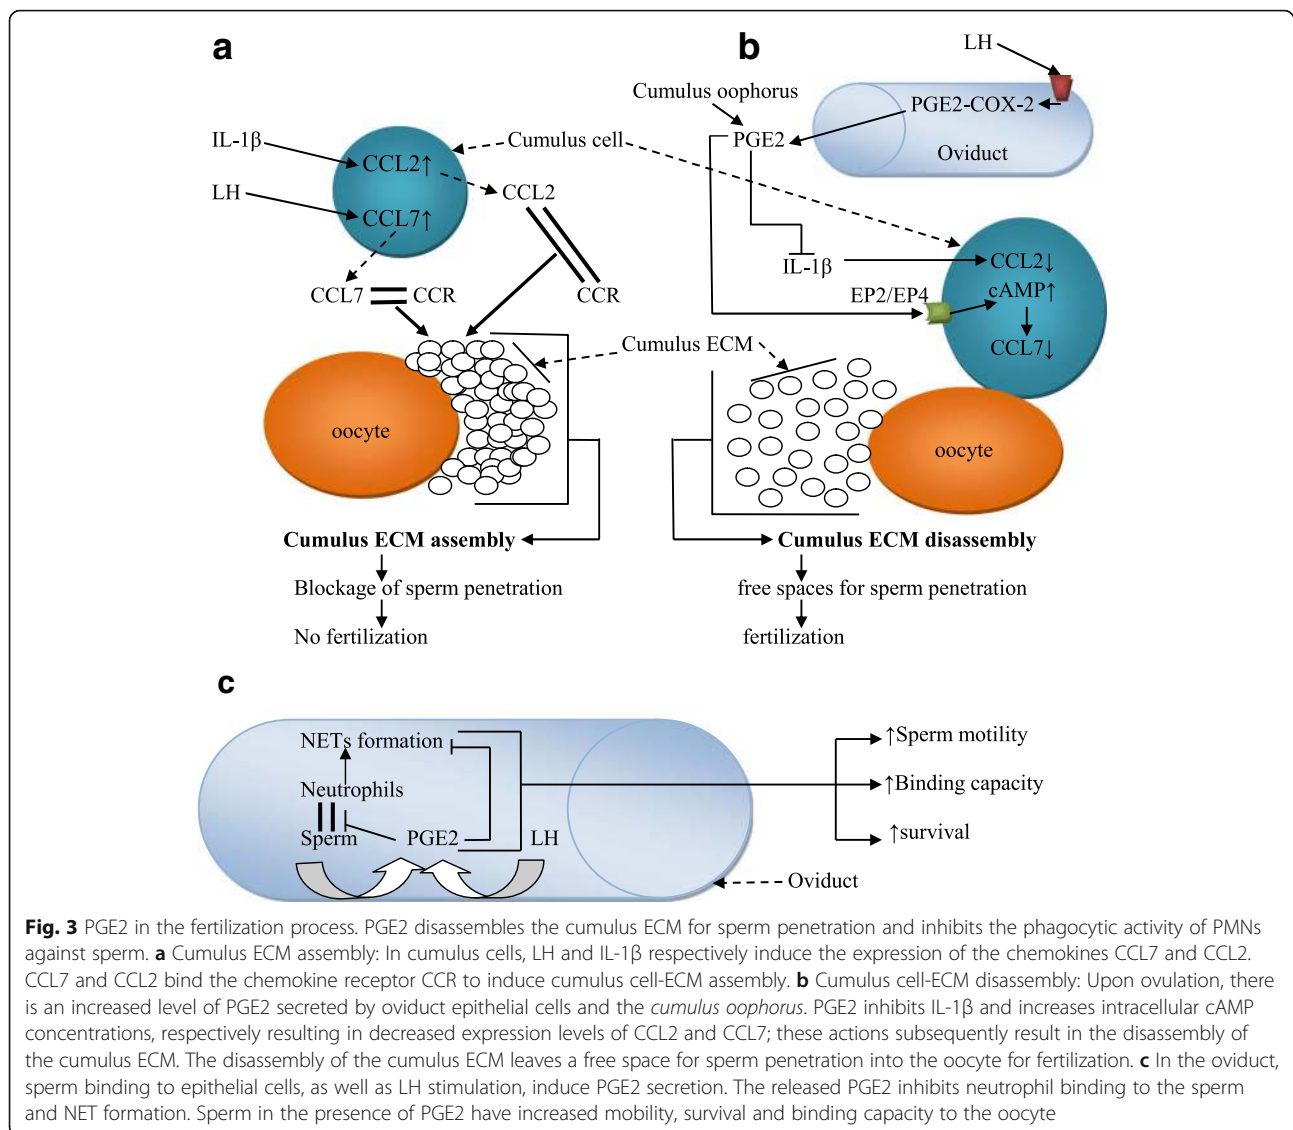 a
IL-1β
LH
CCL2↑
CCL7↑
Cumulus cell
CCL2
CCL7
CCR
CCR
oocyte
Cumulus ECM
Cumulus ECM assembly
Blockage of sperm penetration
No fertilization
b
LH
Cumulus oophorus
PGE2-COX-2
PGE2
Oviduct
IL-1β
CCL2↓
EP2/EP4
cAMP↑
CCL7↓
oocyte
Cumulus ECM disassembly
free spaces for sperm penetration
fertilization
c
NETs formation
Neutrophils
Sperm
PGE2
LH
↑Sperm motility
↑Binding capacity
↑survival
Oviduct
Fig. 3 PGE2 in the fertilization process. PGE2 disassembles the cumulus ECM for sperm penetration and inhibits the phagocytic activity of PMNs
against sperm. a Cumulus ECM assembly: In cumulus cells, LH and IL-1β respectively induce the expression of the chemokines CCL7 and CCL2.
CCL7 and CCL2 bind the chemokine receptor CCR to induce cumulus cell-ECM assembly. b Cumulus cell-ECM disassembly: Upon ovulation, there
is an increased level of PGE2 secreted by oviduct epithelial cells and the cumulus oophorus. PGE2 inhibits IL-1β and increases intracellular cAMP
concentrations, respectively resulting in decreased expression levels of CCL2 and CCL7; these actions subsequently result in the disassembly of
the cumulus ECM. The disassembly of the cumulus ECM leaves a free space for sperm penetration into the oocyte for fertilization. c In the oviduct,
sperm binding to epithelial cells, as well as LH stimulation, induce PGE2 secretion. The released PGE2 inhibits neutrophil binding to the sperm
and NET formation. Sperm in the presence of PGE2 have increased mobility, survival and binding capacity to the oocyte